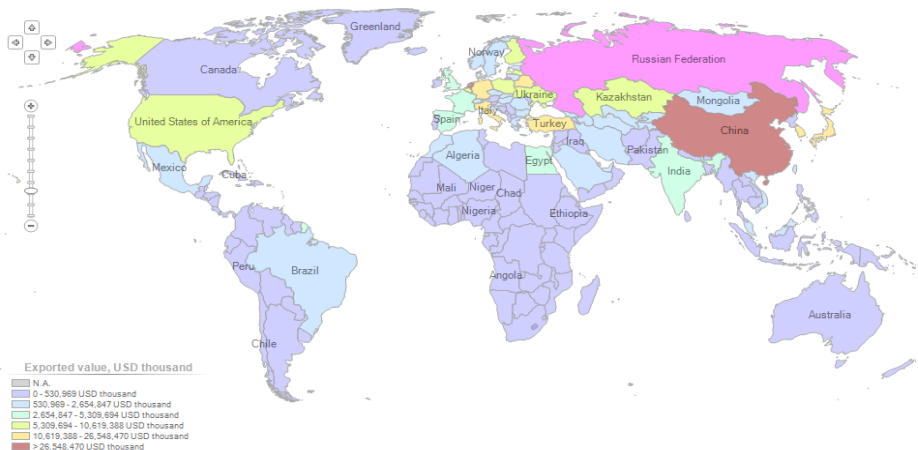 Greenland
Norway
Canada
Russian Federation
Ukraine
Kazakhstan
Mongolia
United States of America
Spain
Italy
Turkey
China
Mexico
Cuba
Algeria
Egypt
Iraq
Pakistan
India
Mali
Niger
Chad
Nigeria
Ethiopia
Peru
Brazil
Angola
Chile
Australia
Exported value, USD thousand
N.A.
0 - 530,969 USD thousand
530,969 - 2,654,847 USD thousand
2,654,847 - 5,309,694 USD thousand
5,309,694 - 10,619,388 USD thousand
10,619,388 - 26,548,470 USD thousand
> 26,548,470 USD thousand